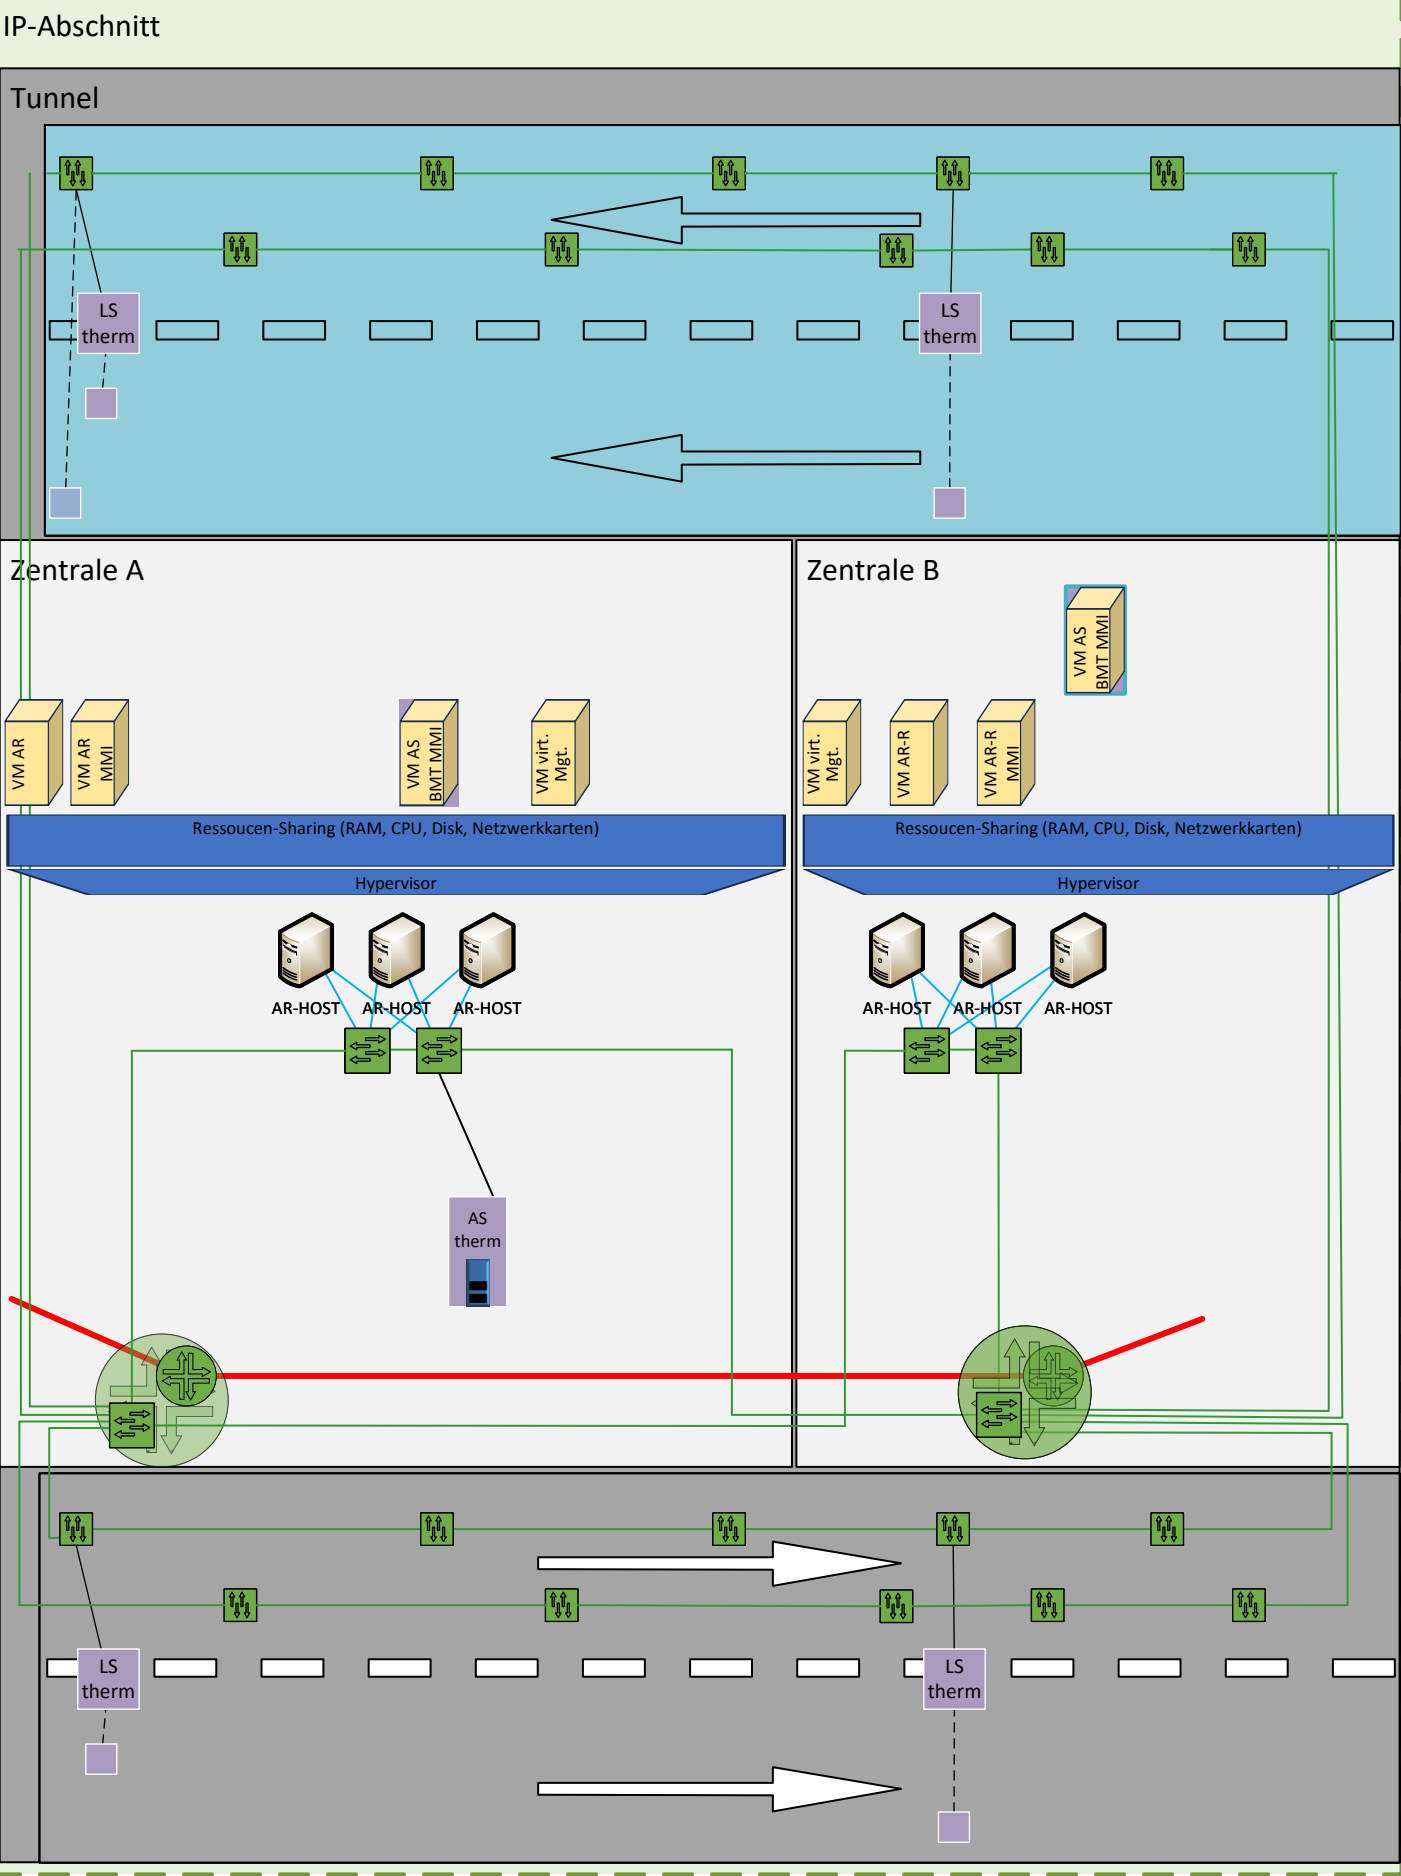 IP-Abschnitt
Tunnel
LS
therm
LS
therm
Zentrale A
Zentrale B
VM AS
BMT MMI
VM AR
VM AR
MMI
VM AS
BMT MMI
VM virt.
Mgt.
VM virt.
Mgt.
VM AR-R
VM AR-R
MMI
Ressoucen-Sharing (RAM, CPU, Disk, Netzwerkkarten)
Ressoucen-Sharing (RAM, CPU, Disk, Netzwerkkarten)
Hypervisor
Hypervisor
AR-HOST
AR-HOST
AR-HOST
AR-HOST
AR-HOST
AR-HOST
AS
therm
LS
therm
LS
therm